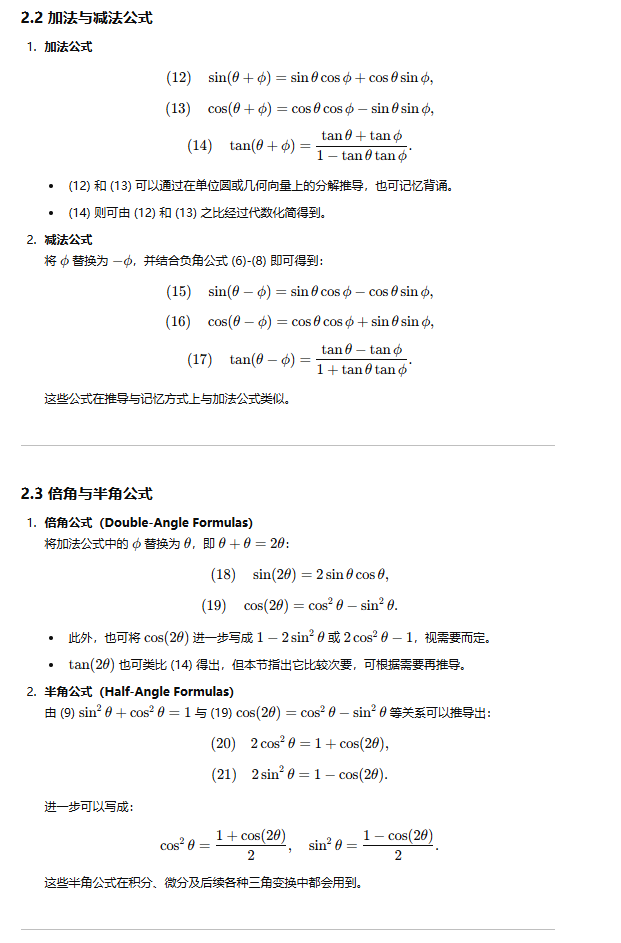 2.2 加法与减法公式
1. 加法公式
(12) sin(θ + ϕ) = sin θ cos ϕ + cos θ sin ϕ,
(13) cos(θ + ϕ) = cos θ cos ϕ − sin θ sin ϕ,
(14) tan(θ + ϕ) = \frac{tan θ + tan ϕ}{1 − tan θ tan ϕ}.
• (12) 和 (13) 可以通过在单位圆或几何向量上的分解推导，也可记忆背诵。
• (14) 则可由 (12) 和 (13) 之比经过代数化简得到。
2. 减法公式
将 ϕ 替换为 −ϕ，并结合负角公式 (6)-(8) 即可得到：
(15) sin(θ − ϕ) = sin θ cos ϕ − cos θ sin ϕ,
(16) cos(θ − ϕ) = cos θ cos ϕ + sin θ sin ϕ,
(17) tan(θ − ϕ) = \frac{tan θ − tan ϕ}{1 + tan θ tan ϕ}.
这些公式在推导与记忆方式上与加法公式类似。
2.3 倍角与半角公式
1. 倍角公式（Double-Angle Formulas）
将加法公式中的 ϕ 替换为 θ，即 θ + θ = 2θ：
(18) sin(2θ) = 2 sin θ cos θ,
(19) cos(2θ) = cos² θ − sin² θ.
• 此外，也可将 cos(2θ) 进一步写成 1 − 2 sin² θ 或 2 cos² θ − 1，视需要而定。
• tan(2θ) 也可类比 (14) 得出，但本节指出它比较次要，可根据需要再推导。
2. 半角公式（Half-Angle Formulas）
由 (9) sin² θ + cos² θ = 1 与 (19) cos(2θ) = cos² θ − sin² θ 等关系可以推导出：
(20) 2 cos² θ = 1 + cos(2θ),
(21) 2 sin² θ = 1 − cos(2θ).
进一步可以写成：
cos² θ = \frac{1 + cos(2θ)}{2}, sin² θ = \frac{1 − cos(2θ)}{2}.
这些半角公式在积分、微分及后续各种三角变换中都会用到。